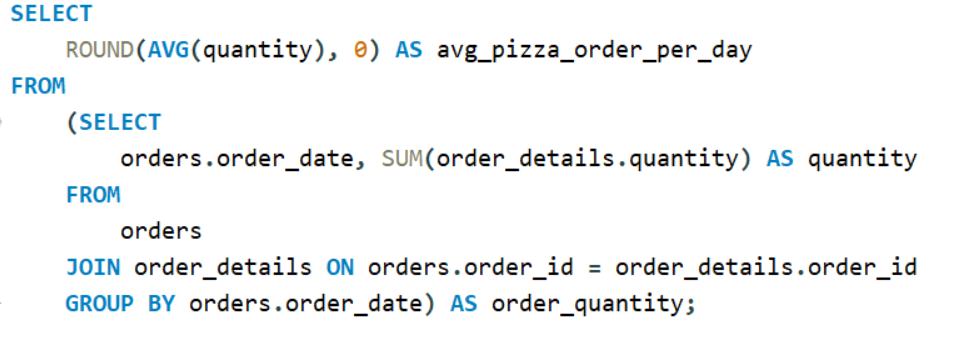 SELECT
ROUND(AVG(quantity), 0) AS avg_pizza_order_per_day
FROM
(SELECT
orders.order_date, SUM(order_details.quantity) AS quantity
FROM
orders
JOIN order_details ON orders.order_id = order_details.order_id
GROUP BY orders.order_date) AS order_quantity;